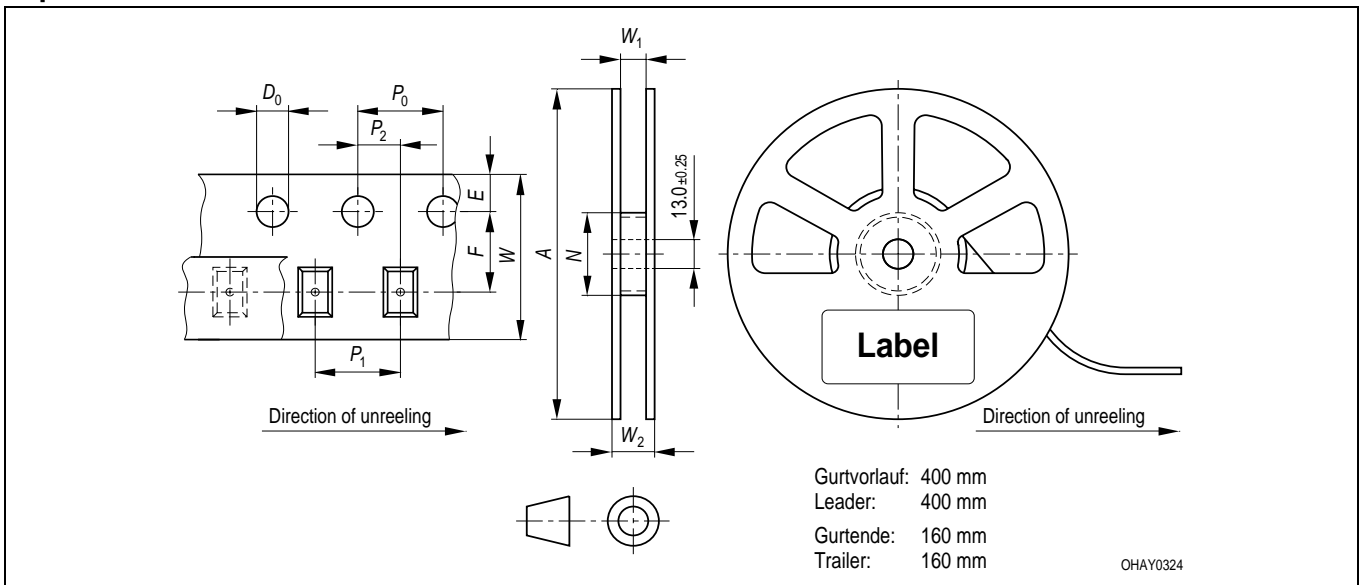 W₁
D₀
P₀
P₂
E
F
W
A
N
13.0 ±0.25
P₁
Label
Direction of unreeling
W₂
Direction of unreeling
Gurtvorlauf: 400 mm
Leader: 400 mm
Gurtende: 160 mm
Trailer: 160 mm
OHAY0324